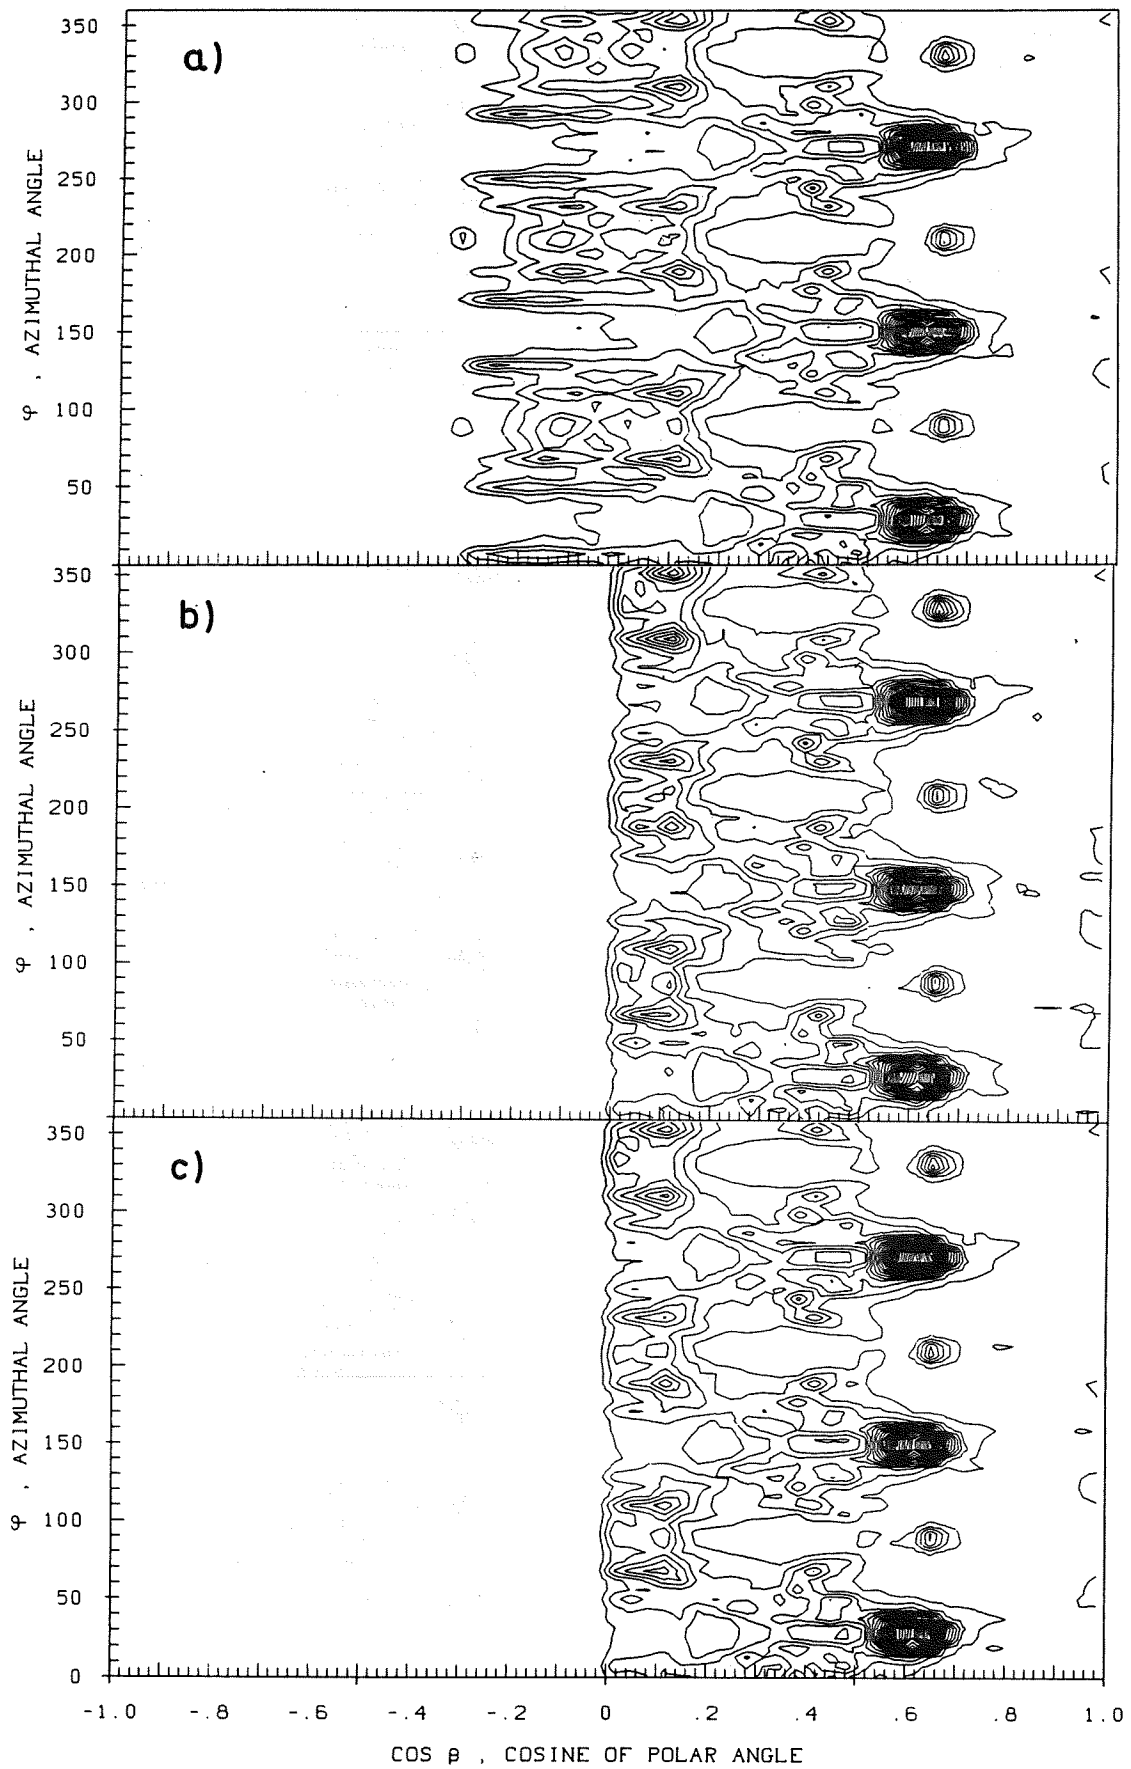 350
a)
300
250
200
150
100
50
φ , AZIMUTHAL ANGLE
350
b)
300
250
200
150
100
50
φ , AZIMUTHAL ANGLE
350
c)
300
250
200
150
100
50
0
φ , AZIMUTHAL ANGLE
-1.0 -.8 -.6 -.4 -.2 0 .2 .4 .6 .8 1.0
COS β , COSINE OF POLAR ANGLE